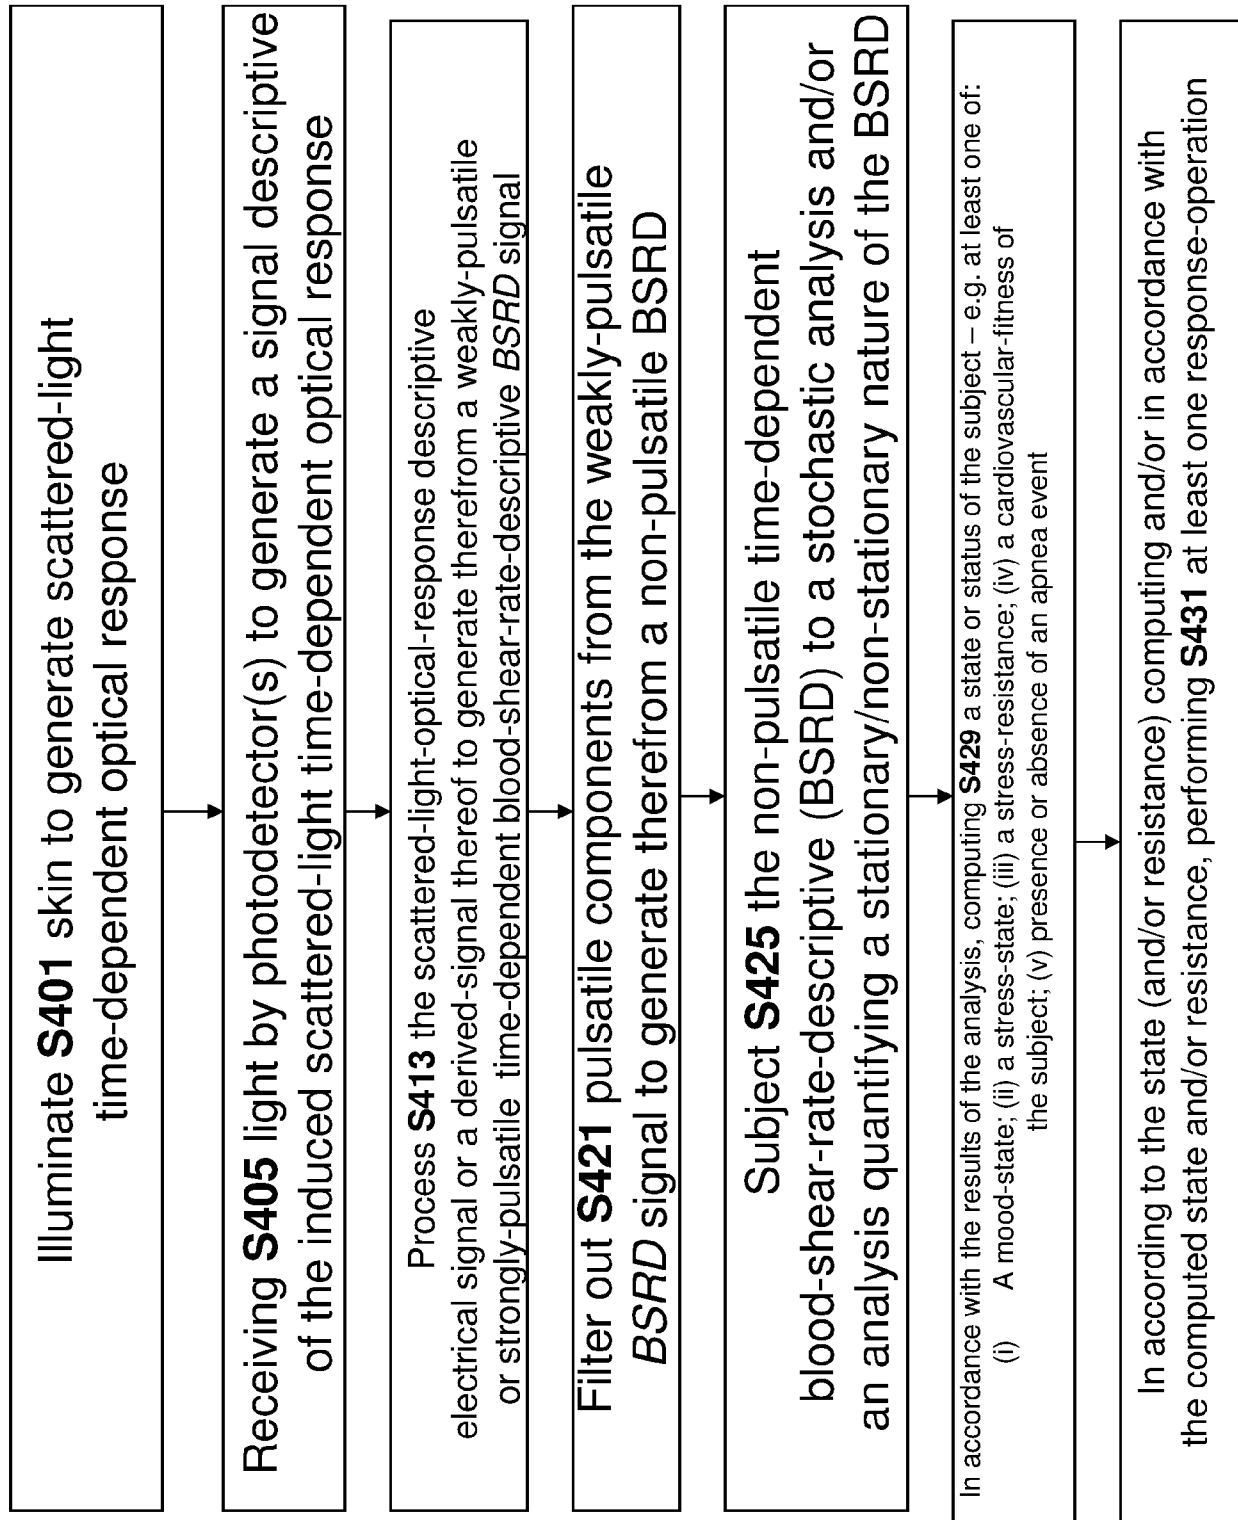 Illuminate S401 skin to generate scattered-light
time-dependent optical response
Receiving S405 light by photodetector(s) to generate a signal descriptive
of the induced scattered-light time-dependent optical response
Process S413 the scattered-light-optical-response descriptive
electrical signal or a derived-signal thereof to generate therefrom a weakly-pulsatile
or strongly-pulsatile time-dependent blood-shear-rate-descriptive BSRD signal
Filter out S421 pulsatile components from the weakly-pulsatile
BSRD signal to generate therefrom a non-pulsatile BSRD
Subject S425 the non-pulsatile time-dependent
blood-shear-rate-descriptive (BSRD) to a stochastic analysis and/or
an analysis quantifying a stationary/non-stationary nature of the BSRD
In accordance with the results of the analysis, computing S429 a state or status of the subject – e.g. at least one of:
(i) A mood-state; (ii) a stress-state; (iii) a stress-resistance; (iv) a cardiovascular-fitness of
the subject; (v) presence or absence of an apnea event
In according to the state (and/or resistance) computing and/or in accordance with
the computed state and/or resistance, performing S431 at least one response-operation